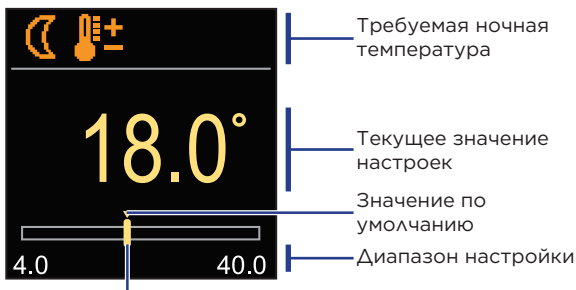 Требуемая ночная
температура
18.0°
Текущее значение
настроек
Значение по
умолчанию
4.0 40.0
Диапазон настройки